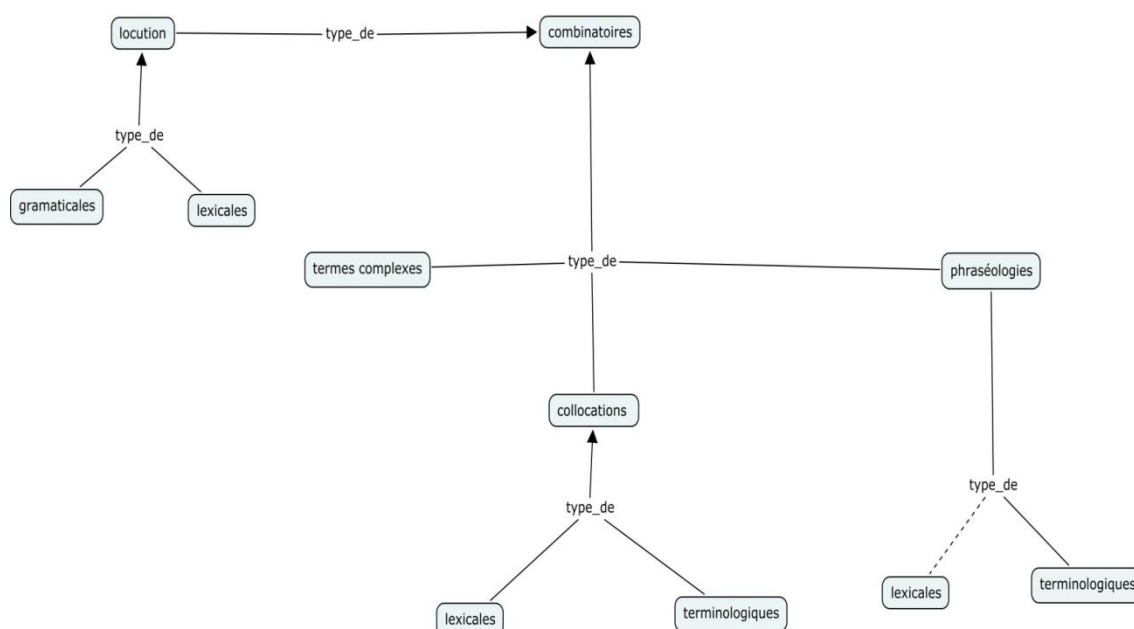 locution
type_de
combinatoires
type_de
gramaticales
lexicales
termes complexes
type_de
phraséologies
collocations
type_de
type_de
lexicales
terminologiques
lexicales
terminologiques